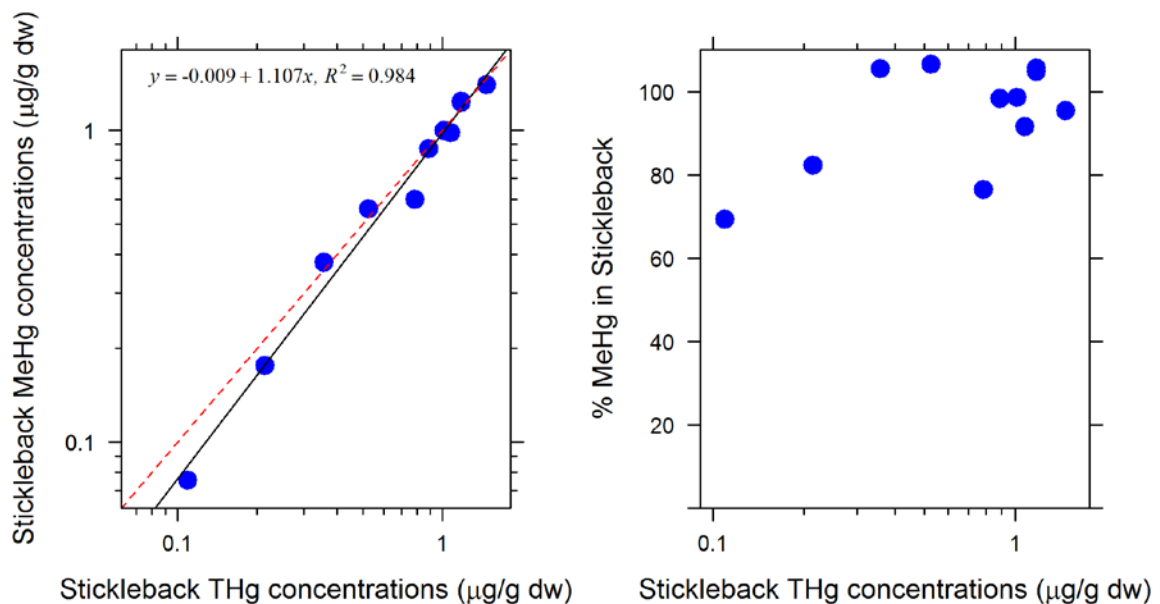 y = -0.009 + 1.107x, R² = 0.984
Stickleback MeHg concentrations (µg/g dw)
1
0.1
0.1
1
Stickleback THg concentrations (µg/g dw)
% MeHg in Stickleback
100
80
60
40
20
0.1
1
Stickleback THg concentrations (µg/g dw)